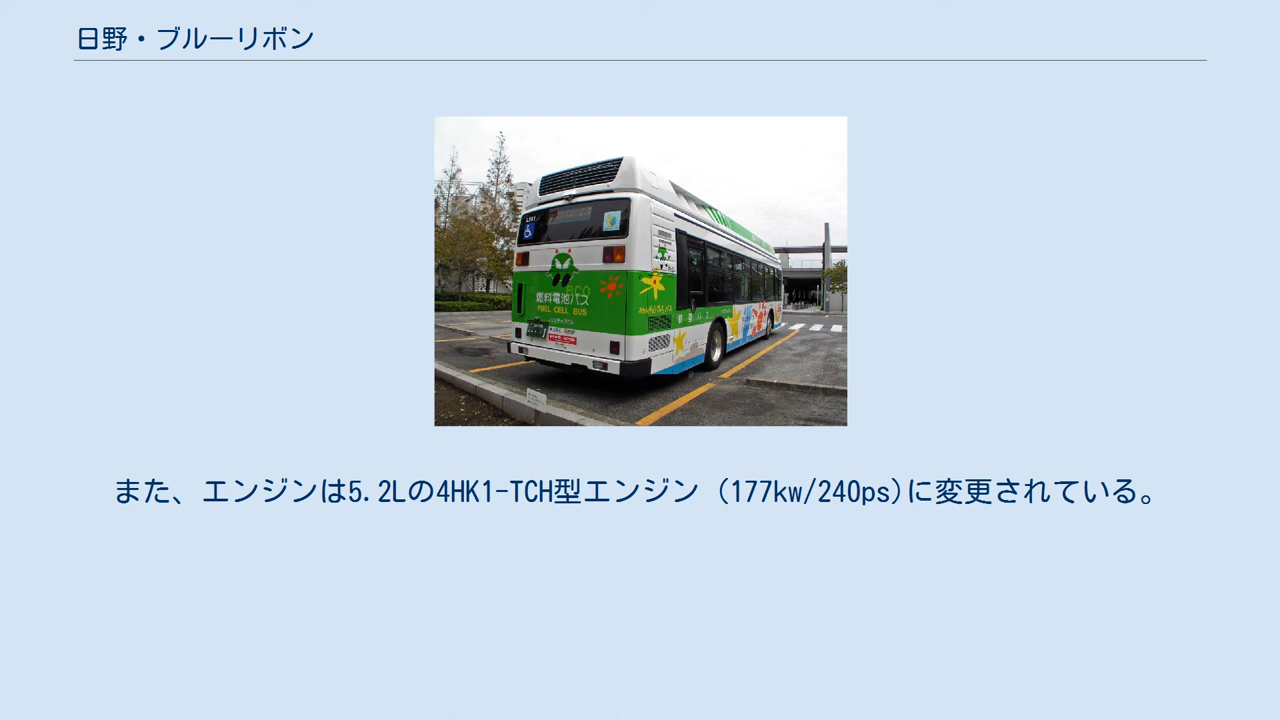 日野・ブルーリボン
eco
燃料電池バス
FUEL CELL BUS
また、エンジンは5.2Lの4HK1-TCH型エンジン (177kw/240ps)に変更されている。